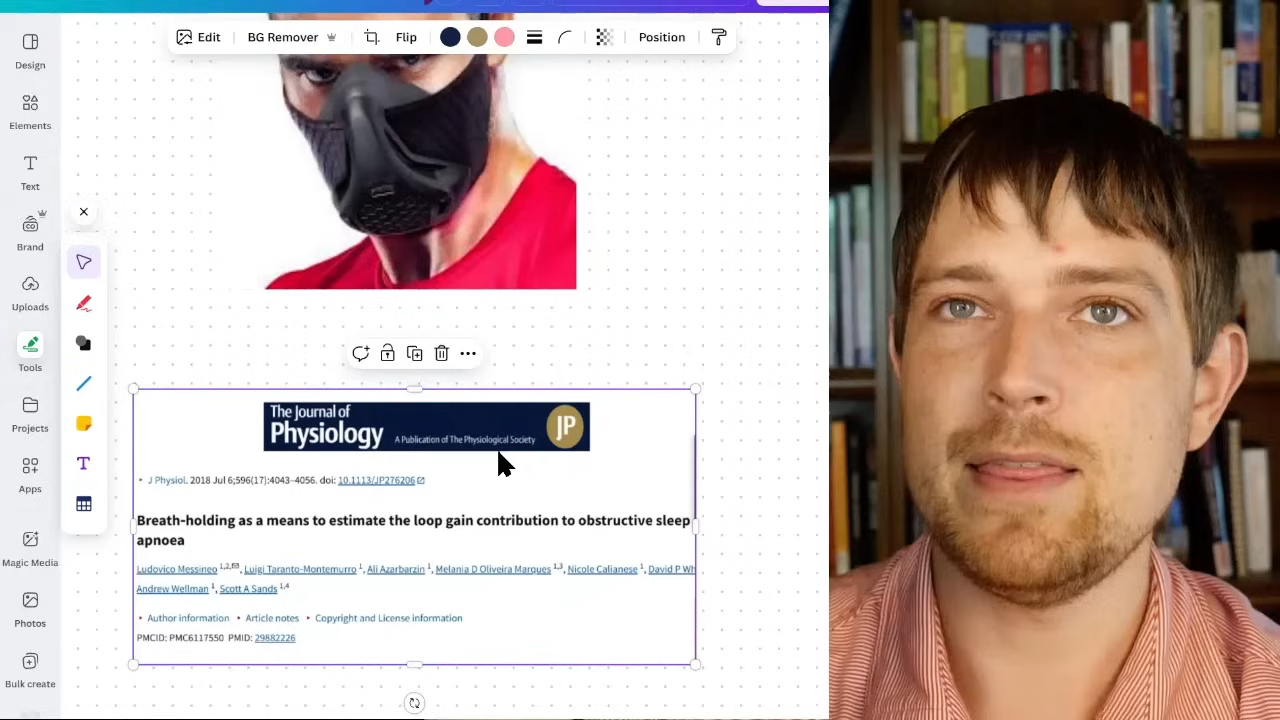 Edit
BG Remover
Flip
Position
Design
Elements
Text
Brand
Uploads
Tools
Projects
Apps
Magic Media
Photos
Bulk create
The Journal of
Physiology A Publication of The Physiological Society JP
J Physiol. 2018 Jul 6;596(17):4043–4056. doi: 10.1113/JP276206
Breath-holding as a means to estimate the loop gain contribution to obstructive sleep
apnoea
Ludovico Messineo 1,2,✉, Luigi Taranto-Montemurro 1, Ali Azarbarzin 1, Melania D Oliveira Marques 1,3, Nicole Calianese 1, David P Wh
Andrew Wellman 1, Scott A Sands 1,4
‣ Author information ‣ Article notes ‣ Copyright and License information
PMCID: PMC6117550 PMID: 29882226